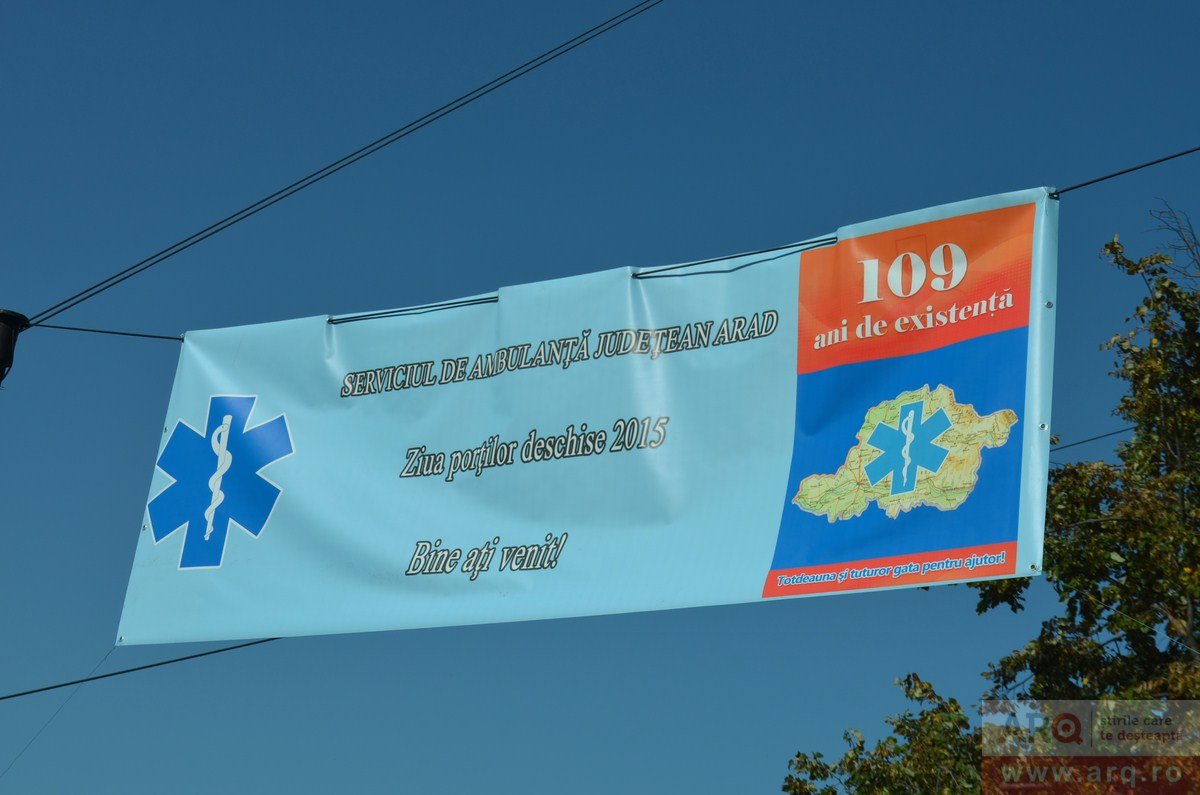 SERVICIUL DE AMBULANȚĂ JUDEȚEAN ARAD
Ziua porților deschise 2015
Bine ați venit!
109
ani de existență
Totdeauna și tuturor gata pentru ajutor!
ARQ
știrile care
te deșteaptă
www.arq.ro